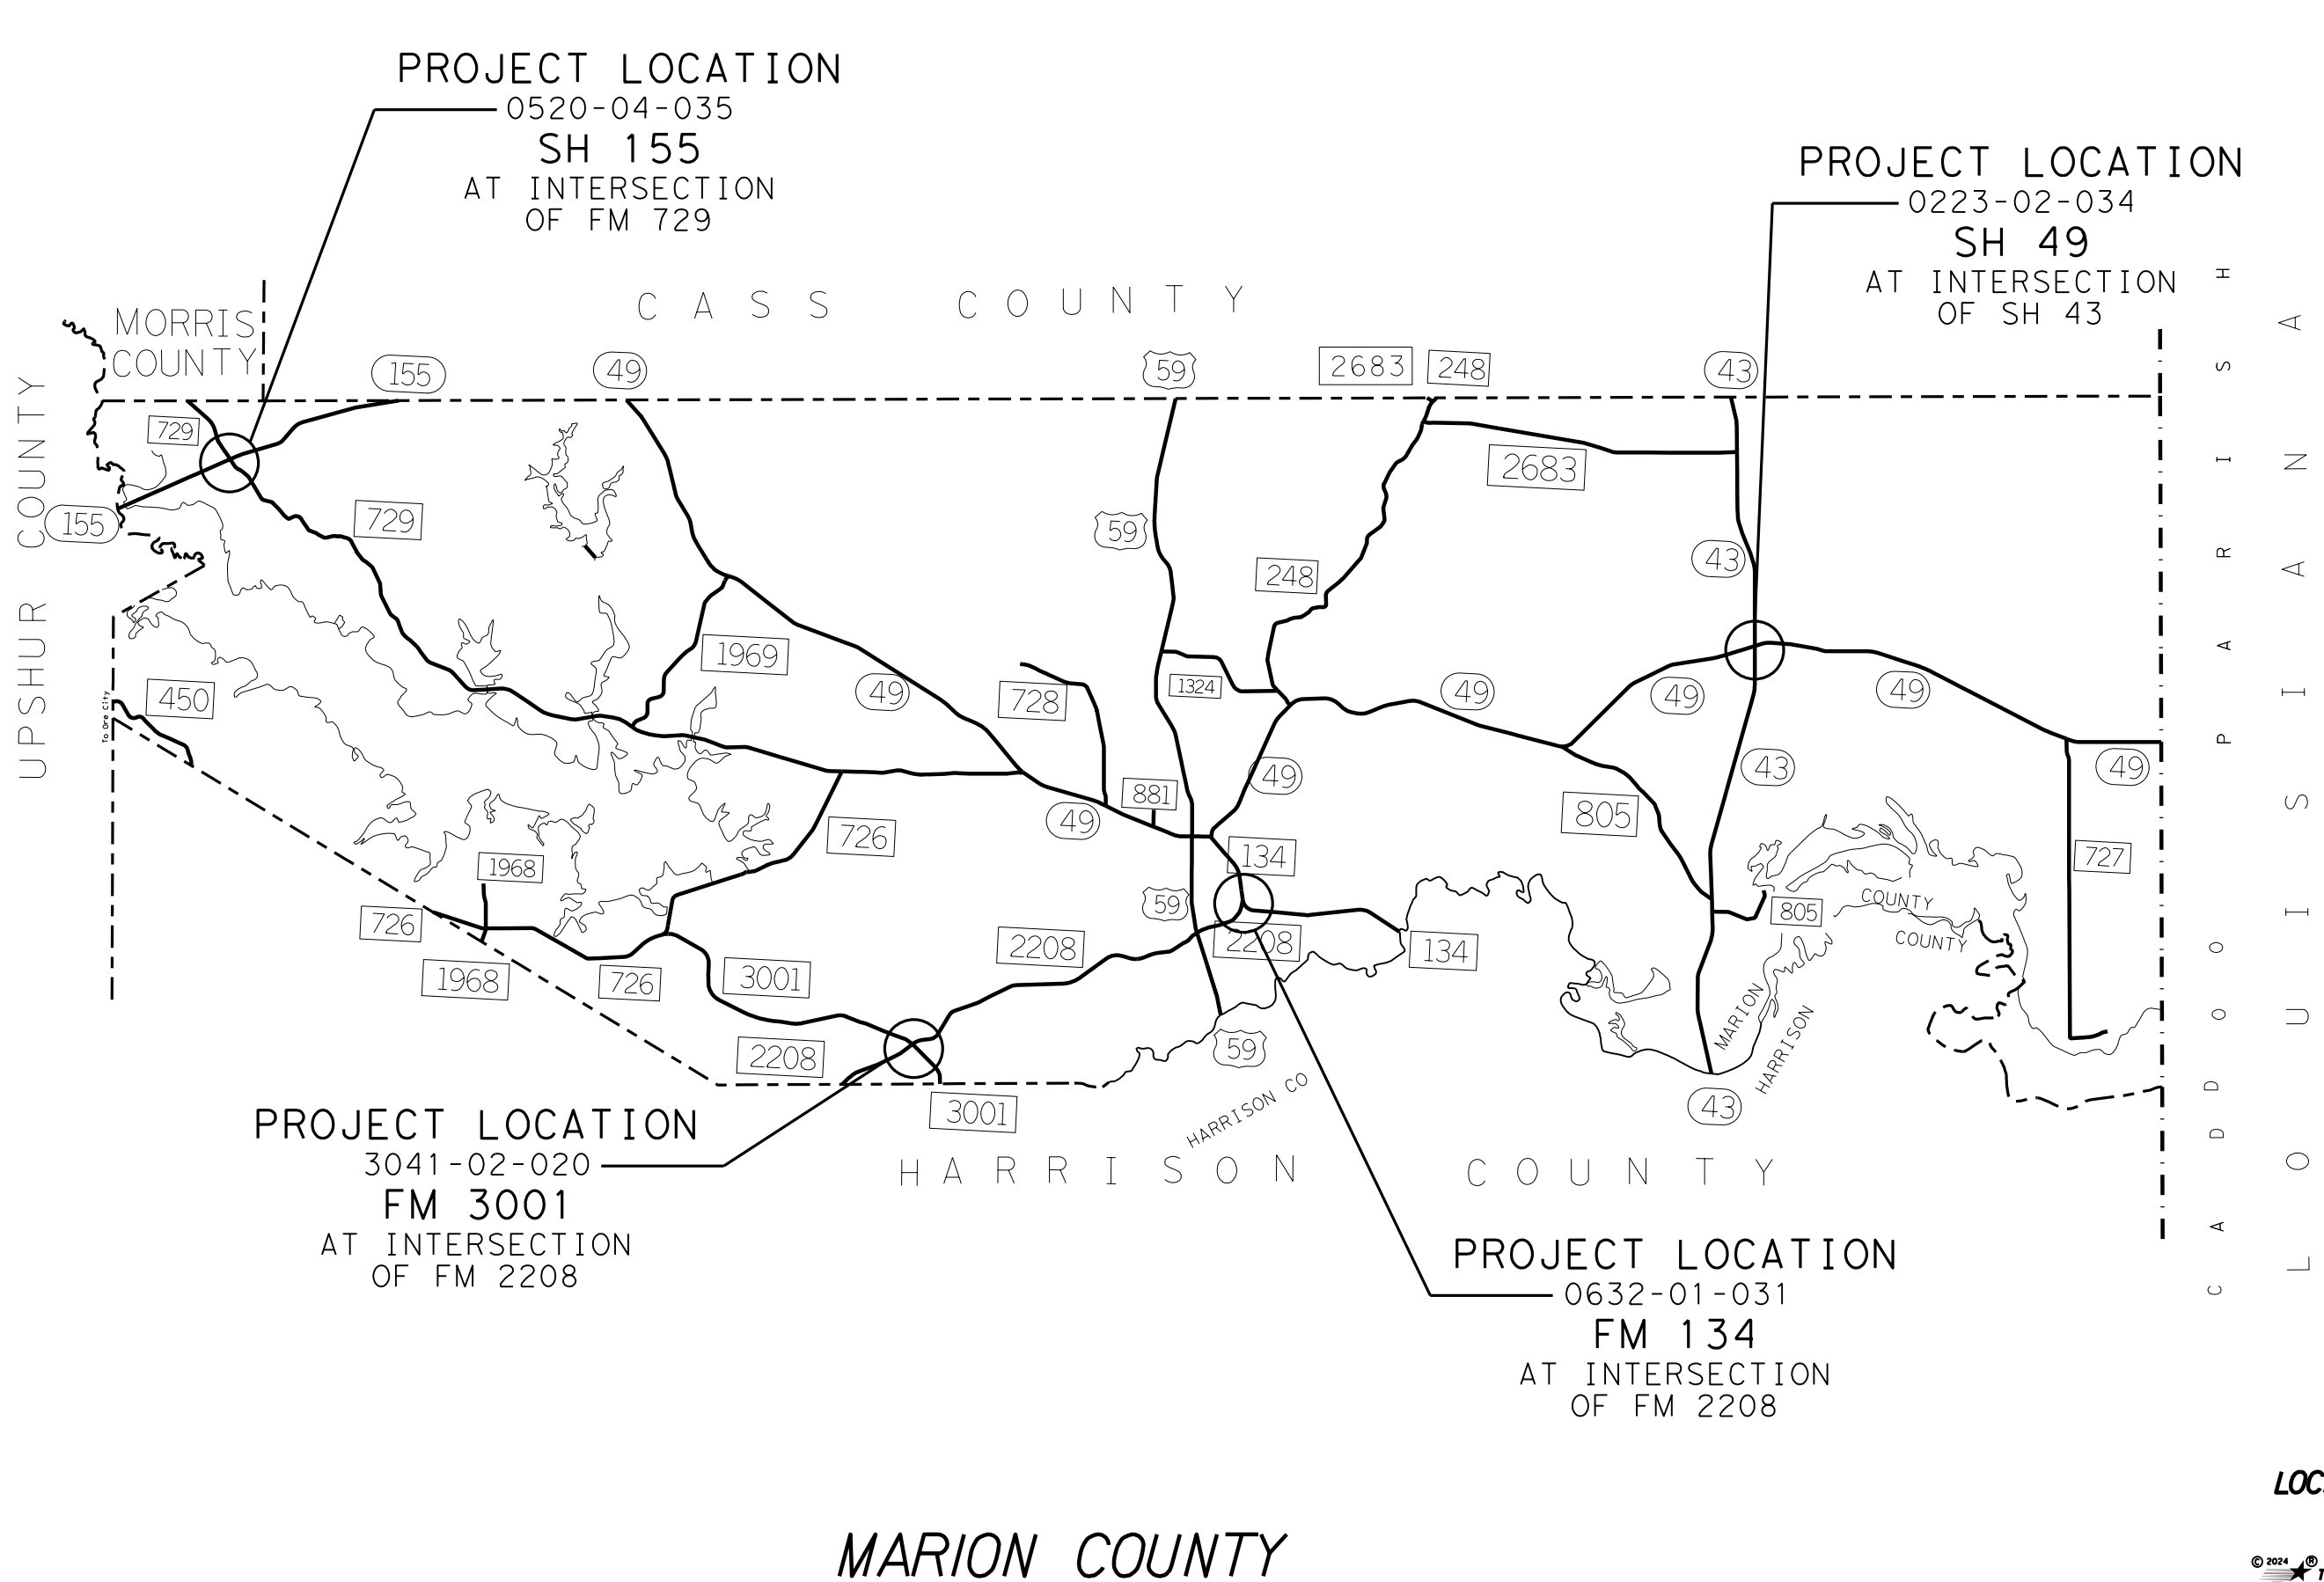 PROJECT LOCATION
0520-04-035
SH 155
AT INTERSECTION
OF FM 729
PROJECT LOCATION
0223-02-034
SH 49
AT INTERSECTION
OF SH 43
CASS COUNTY
MORRIS
COUNTY
155
49
59
2683
248
43
729
155
729
59
2683
248
43
UPSHUR COUNTY
1969
49
728
1324
49
49
49
450
To Ore City
49
43
49
881
49
726
805
134
727
1968
59
805
COUNTY
COUNTY
726
2208
2208
134
1968
726
3001
MARION
HARRISON
2208
59
43
3001
HARRISON CO
HARRISON COUNTY
CADDO PARISH
LOUISIANA
PROJECT LOCATION
3041-02-020
FM 3001
AT INTERSECTION
OF FM 2208
PROJECT LOCATION
0632-01-031
FM 134
AT INTERSECTION
OF FM 2208
MARION COUNTY
© 2024 ®